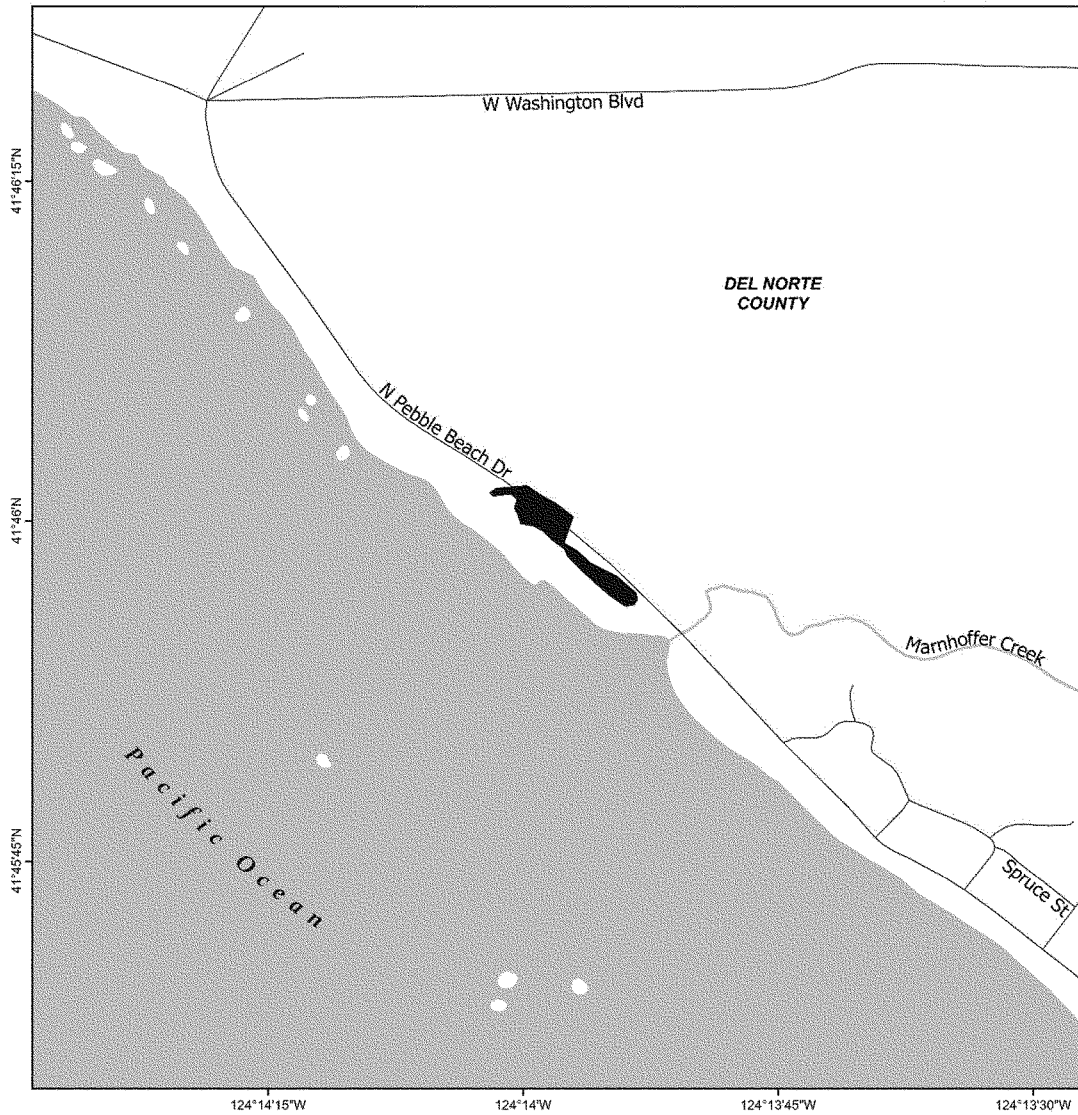 W Washington Blvd
41°46'15"N
DEL NORTE
COUNTY
N Pebble Beach Dr
41°46'N
Marnhoffer Creek
Pacific Ocean
41°45'45"N
Spruce St
124°14'15"W
124°14'W
124°13'45"W
124°13'30"W